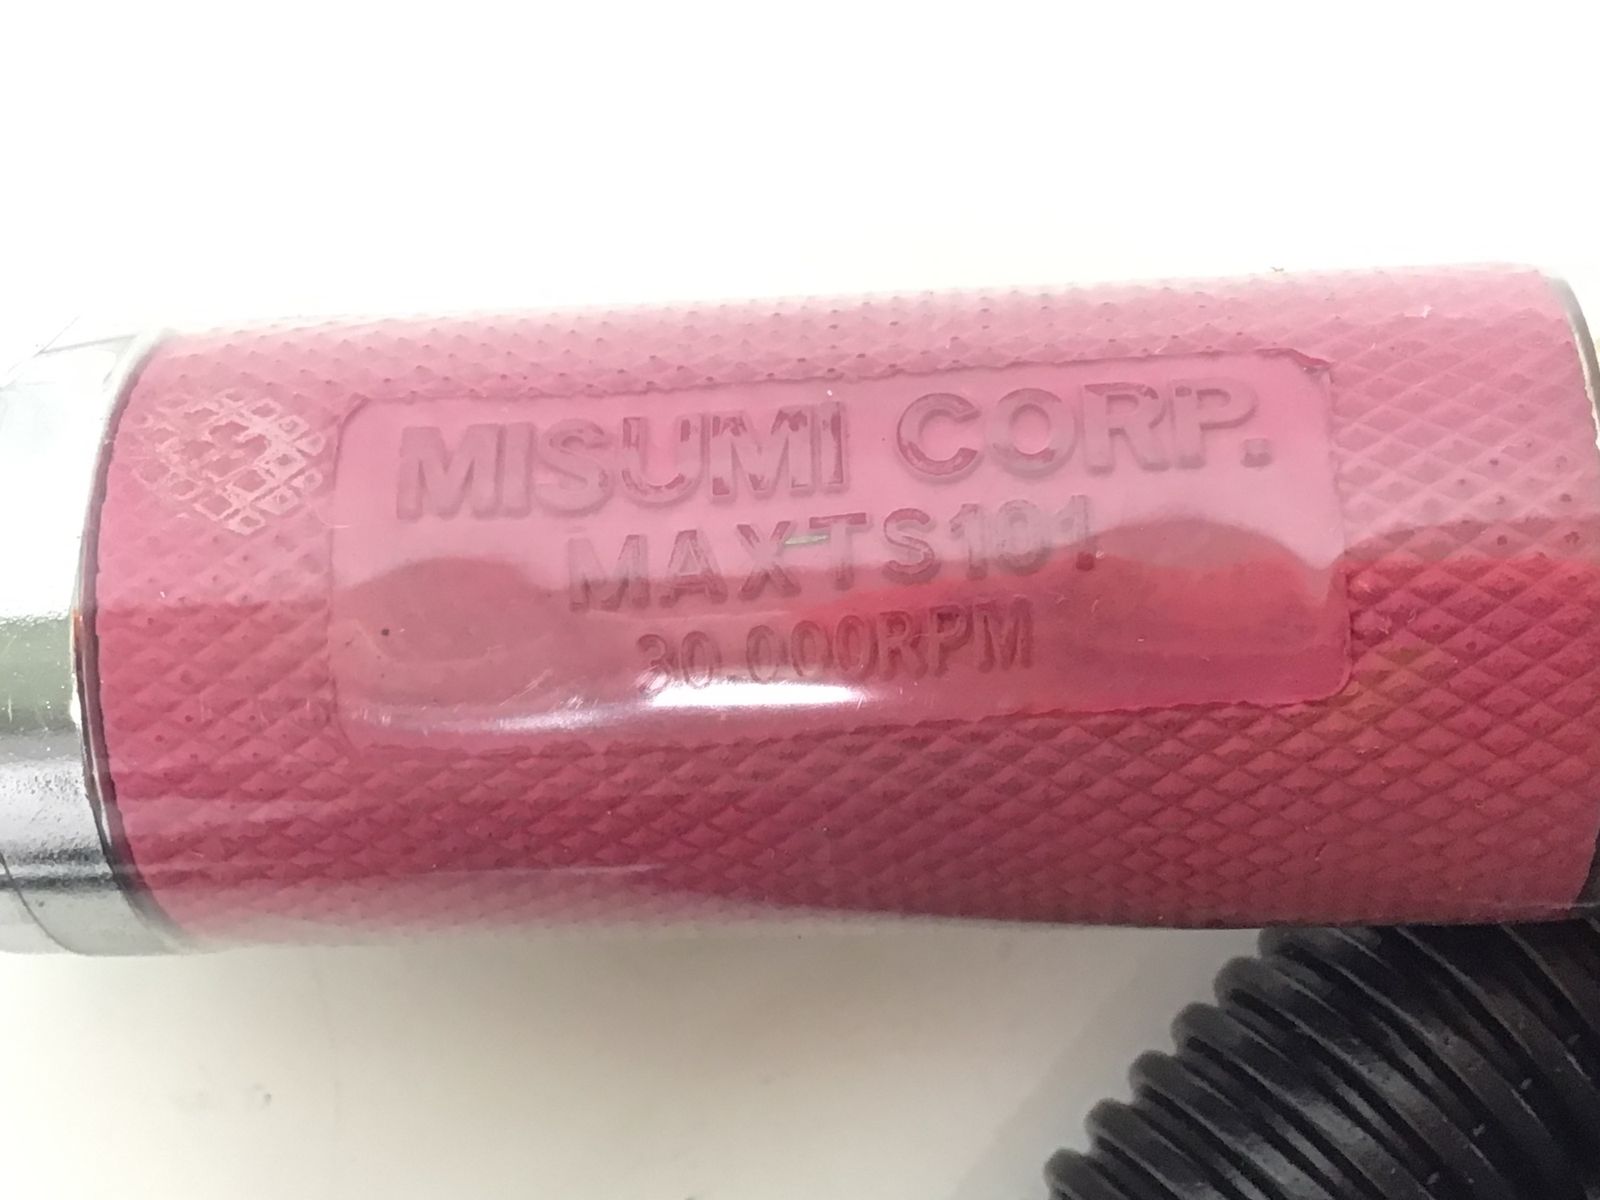 MISUMI CORP.
MAXTS101
30.000RPM